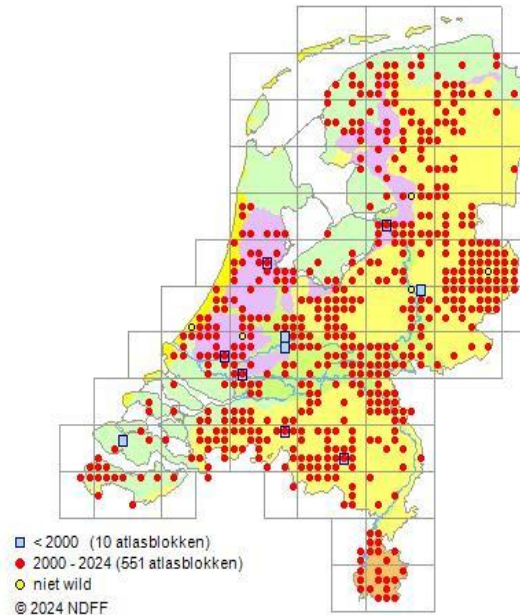 < 2000 (10 atlasblokken)
2000 - 2024 (551 atlasblokken)
niet wild
© 2024 NDFF